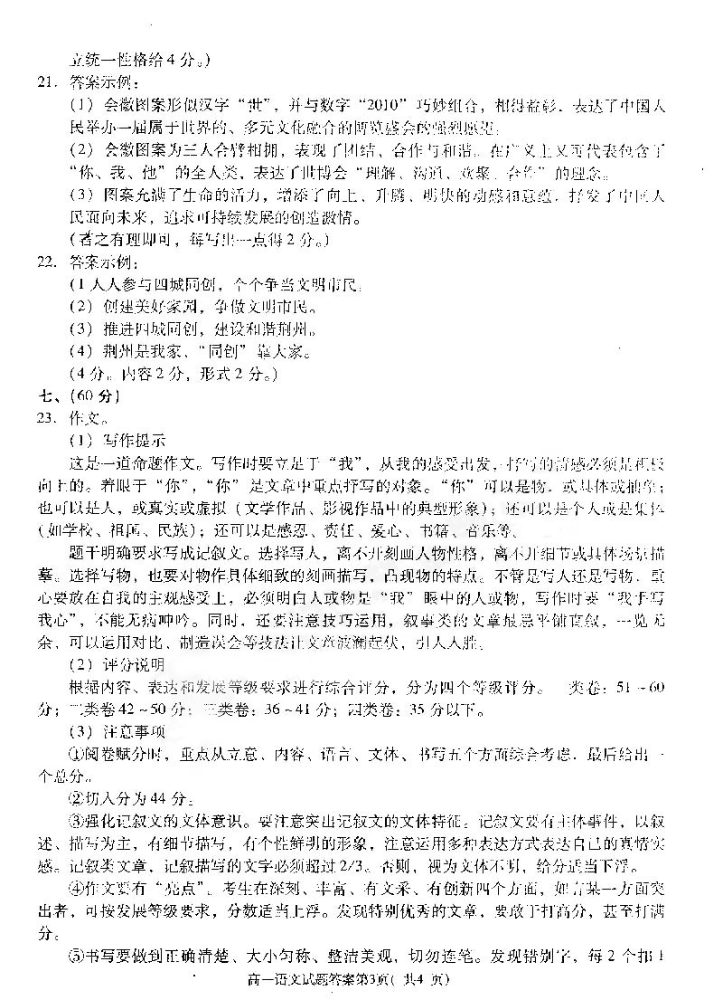 立统一性格给4分。)
21. 答案示例:
(1) 会徽图案形似汉字“世”,并与数字“2010”巧妙组合,相得益彰,表达了中国人
民举办一届属于世界的、多元文化融合的博览盛会的强烈愿望。
(2) 会徽图案为三人合臂相拥,表现了团结、合作与和谐。在广义上又可代表包含了
“你、我、他”的全人类,表达了世博会“理解、沟通、欢聚、合作”的理念。
(3) 图案充满了生命的活力,增添了向上、升腾、明快的动感和意蕴,抒发了中国人
民面向未来,追求可持续发展的创造激情。
(者之有理即可,每写出一点得2分。)
22. 答案示例:
(1 人人参与四城同创,个个争当文明市民。
(2) 创建美好家园,争做文明市民。
(3) 推进四城同创,建设和谐荆州。
(4) 荆州是我家,“同创”靠大家。
(4分。内容2分,形式2分。)
七、(60分)
23. 作文。
(1) 写作提示
这是一道命题作文。写作时要立足于“我”,从我的感受出发,抒写的情感必须是积极
向上的。着眼于“你”,“你”是文章中重点抒写的对象。“你”可以是物,或具体或抽象;
也可以是人,或真实或虚拟(文学作品、影视作品中的典型形象);还可以是个人或是集体
(如学校、祖国、民族);还可以是感恩、责任、爱心、书籍、音乐等。
题干明确要求写成记叙文。选择写人,离不开刻画人物性格,离不开细节或具体场景描
摹。选择写物,也要对物作具体细致的刻画描写,凸现物的特点。不管是写人还是写物,重
心要放在自我的主观感受上,必须明白人或物是“我”眼中的人或物,写作时要“我手写
我心”,不能无病呻吟。同时,还要注意技巧运用,叙事类的文章最忌平铺直叙,一览无
余,可以运用对比、制造误会等技法让文章波澜起伏,引人入胜。
(2) 评分说明
根据内容、表达和发展等级要求进行综合评分,分为四个等级评分。一类卷:51~60
分;二类卷42~50分;三类卷:36~41分;四类卷:35分以下。
(3) 注意事项
①阅卷赋分时,重点从立意、内容、语言、文体、书写五个方面综合考虑,最后给出一
个总分。
②切入分为44分。
③强化记叙文的文体意识。要注意突出记叙文的文体特征。记叙文要有主体事件,以叙
述、描写为主,有细节描写,有个性鲜明的形象,注意运用多种表达方式表达自己的真情实
感。记叙类文章,记叙描写的文字必须超过2/3。否则,视为文体不明,给分适当下浮。
④作文要有“亮点”。考生在深刻、丰富、有文采、有创新四个方面,如有某一方面突
出者,可按发展等级要求,分数适当上浮。发现特别优秀的文章,要敢于打高分,甚至打满
分。
⑤书写要做到正确清楚、大小匀称、整洁美观,切勿连笔。发现错别字,每2个扣1
高一语文试题答案第3页(共4页)